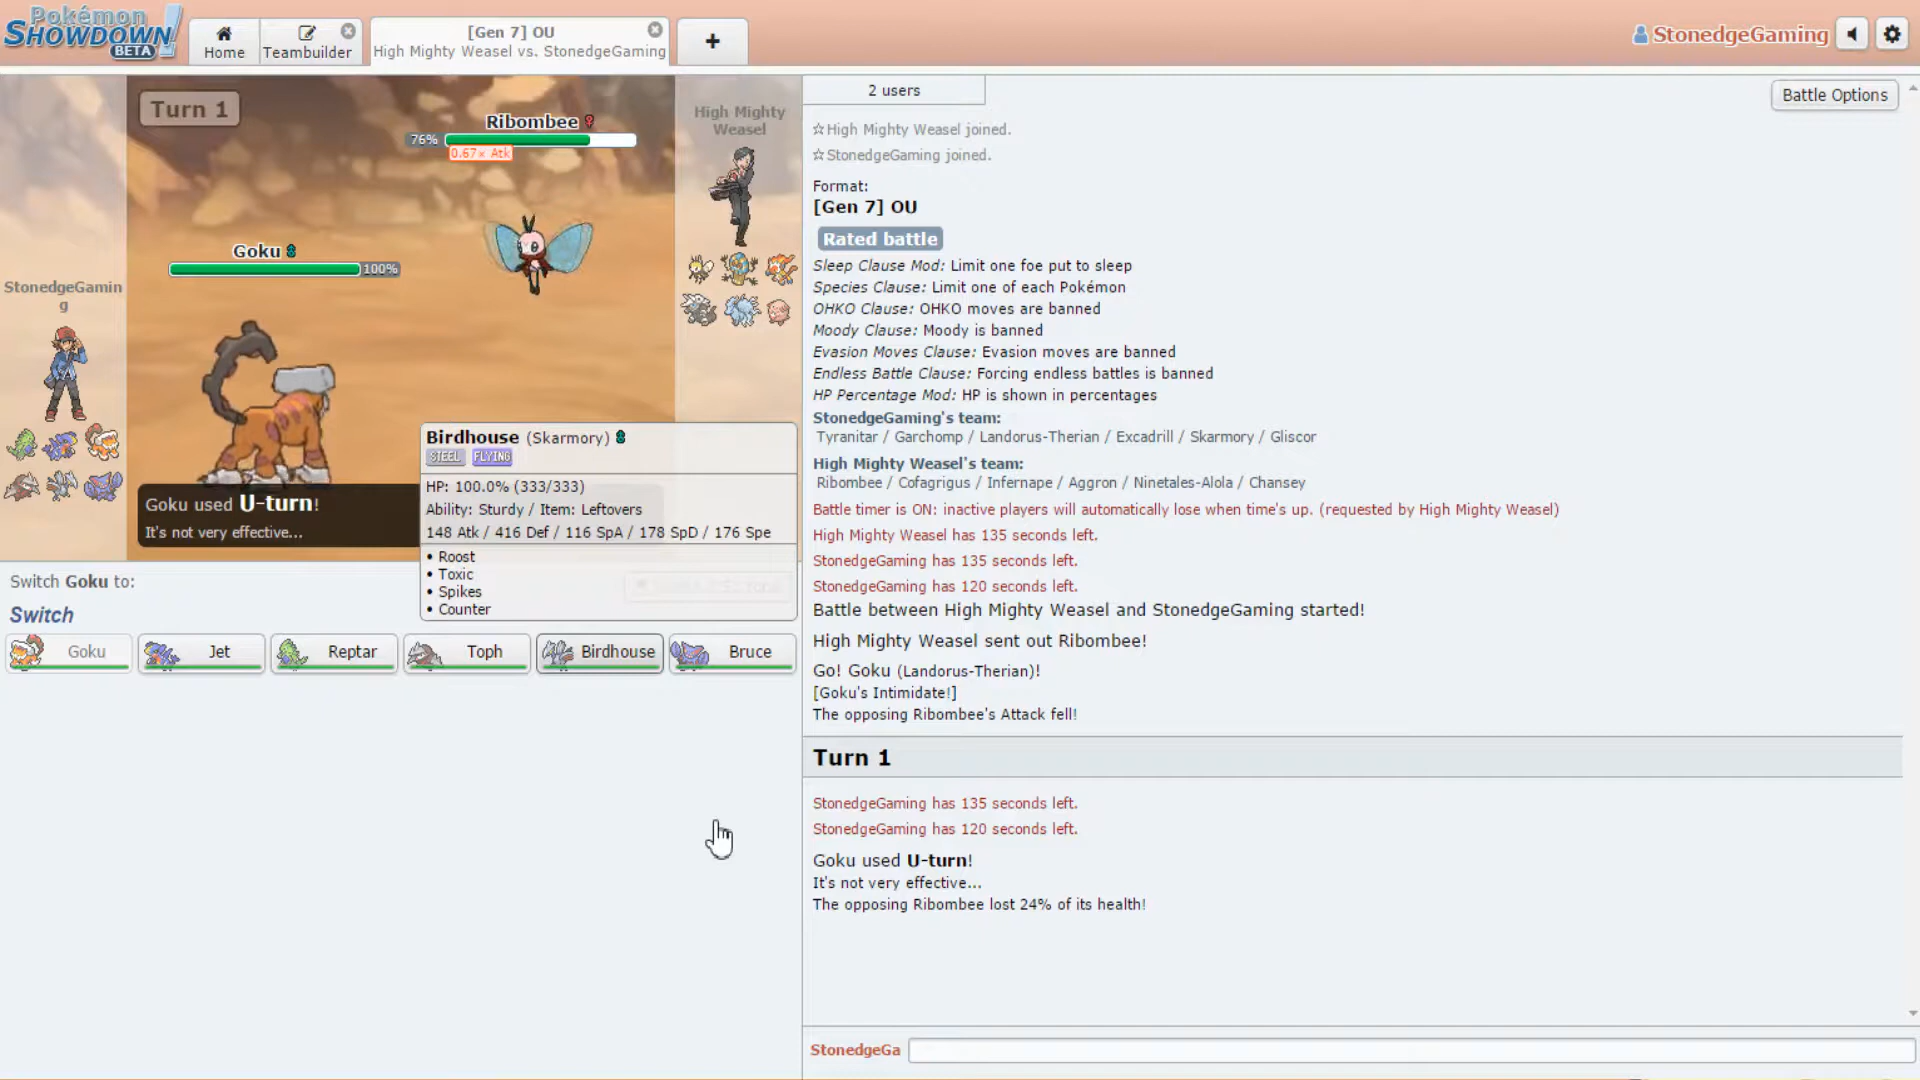 Pokémon
SHOWDOWN!
BETA
Home
Teambuilder
[Gen 7] OU
High Mighty Weasel vs. StonedgeGaming
+
StonedgeGaming
Turn 1
Ribombee ♀
76%
0.67× Atk
High Mighty
Weasel
Goku
100%
StonedgeGamin
g
Goku used U-turn!
It's not very effective...
Birdhouse (Skarmory)
STEEL FLYING
HP: 100.0% (333/333)
Ability: Sturdy / Item: Leftovers
148 Atk / 416 Def / 116 SpA / 178 SpD / 176 Spe
• Roost
• Toxic
• Spikes
• Counter
Switch Goku to:
Switch
Goku
Jet
Reptar
Toph
Birdhouse
Bruce
2 users
Battle Options
☆High Mighty Weasel joined.
☆StonedgeGaming joined.
Format:
[Gen 7] OU
Rated battle
Sleep Clause Mod: Limit one foe put to sleep
Species Clause: Limit one of each Pokémon
OHKO Clause: OHKO moves are banned
Moody Clause: Moody is banned
Evasion Moves Clause: Evasion moves are banned
Endless Battle Clause: Forcing endless battles is banned
HP Percentage Mod: HP is shown in percentages
StonedgeGaming's team:
Tyranitar / Garchomp / Landorus-Therian / Excadrill / Skarmory / Gliscor
High Mighty Weasel's team:
Ribombee / Cofagrigus / Infernape / Aggron / Ninetales-Alola / Chansey
Battle timer is ON: inactive players will automatically lose when time's up. (requested by High Mighty Weasel)
High Mighty Weasel has 135 seconds left.
StonedgeGaming has 135 seconds left.
StonedgeGaming has 120 seconds left.
Battle between High Mighty Weasel and StonedgeGaming started!
High Mighty Weasel sent out Ribombee!
Go! Goku (Landorus-Therian)!
[Goku's Intimidate!]
The opposing Ribombee's Attack fell!
Turn 1
StonedgeGaming has 135 seconds left.
StonedgeGaming has 120 seconds left.
Goku used U-turn!
It's not very effective...
The opposing Ribombee lost 24% of its health!
StonedgeGa